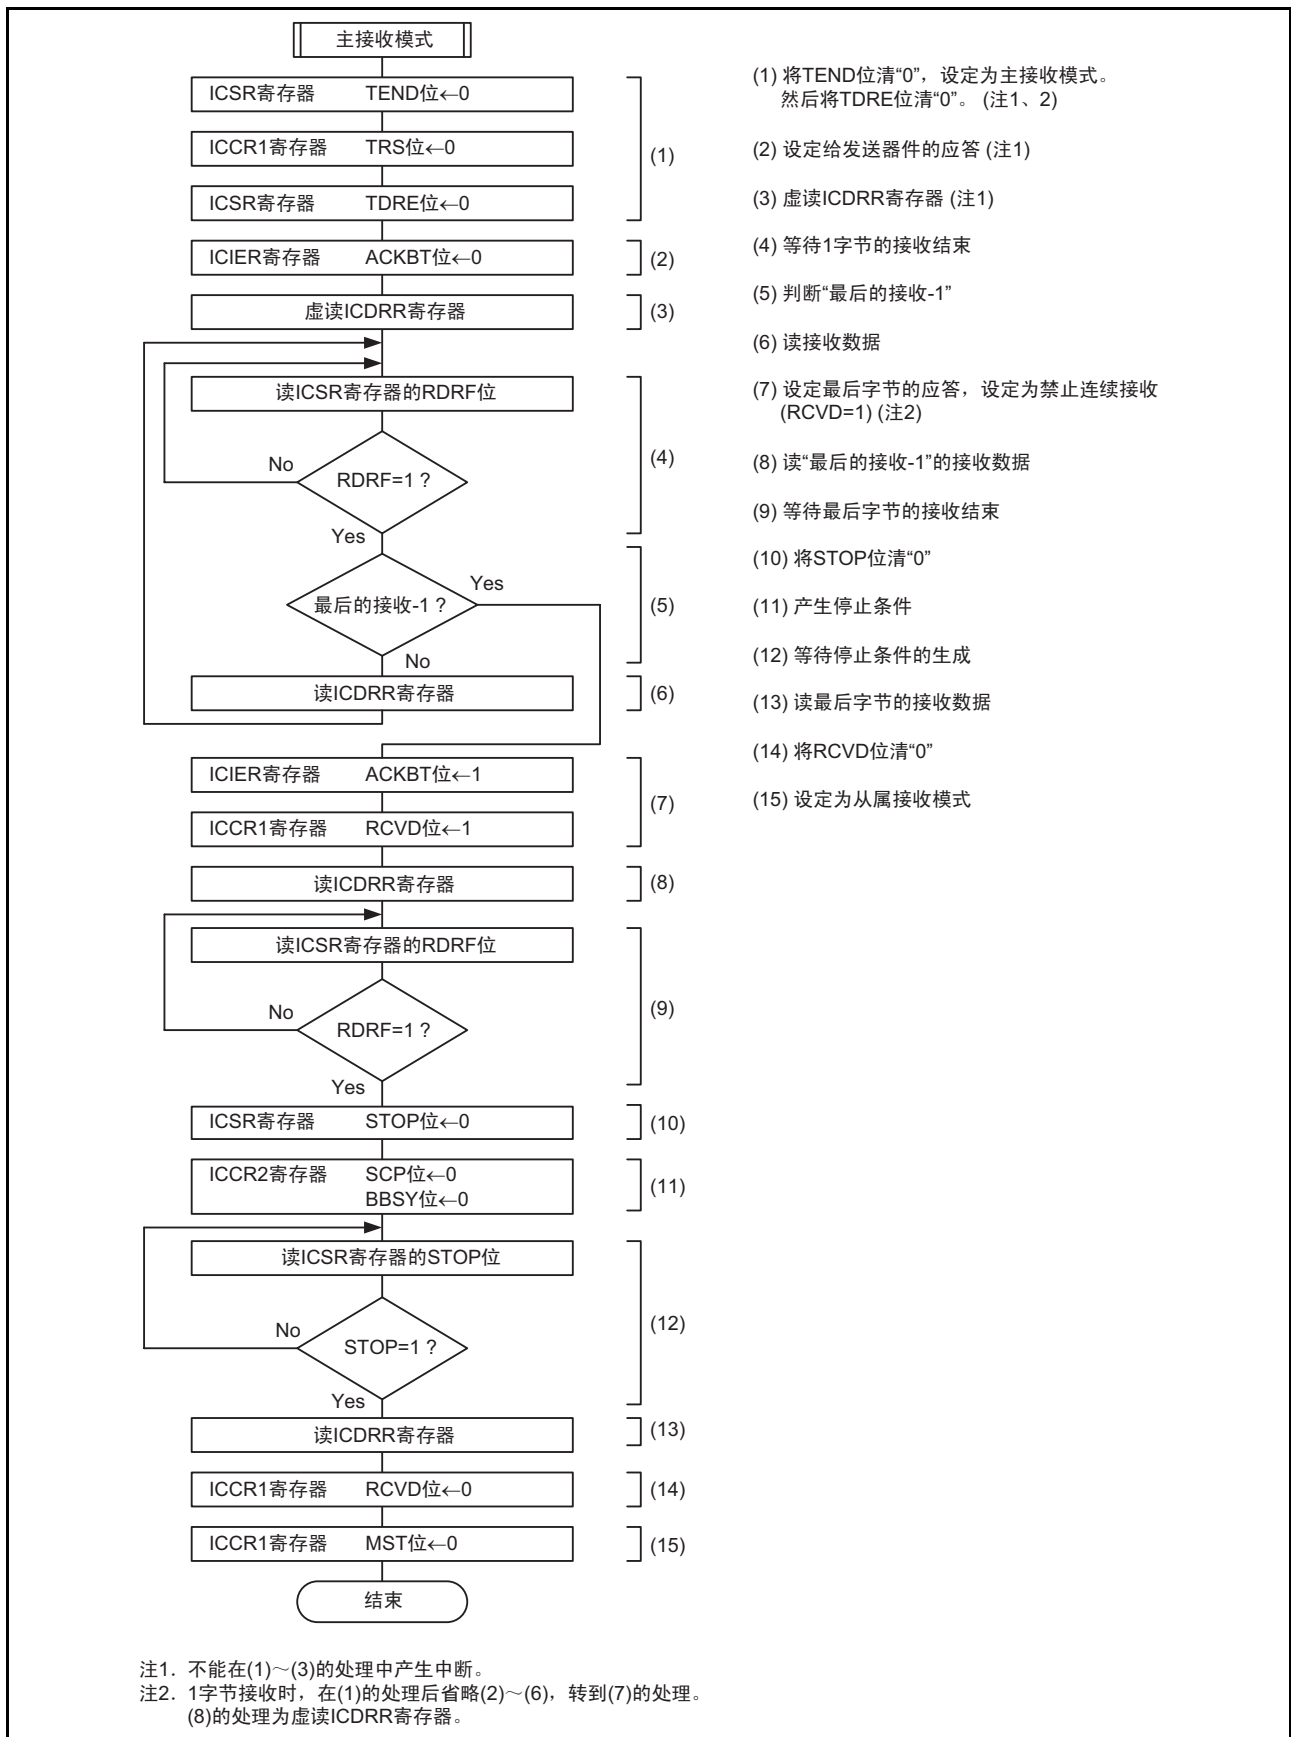 主接收模式
ICSR寄存器 TEND位←0
ICCR1寄存器 TRS位←0
ICSR寄存器 TDRE位←0
(1)
ICIER寄存器 ACKBT位←0
(2)
虚读ICDRR寄存器
(3)
读ICSR寄存器的RDRF位
RDRF=1 ?
No
Yes
(4)
最后的接收-1 ?
Yes
No
(5)
读ICDRR寄存器
(6)
ICIER寄存器 ACKBT位←1
ICCR1寄存器 RCVD位←1
(7)
读ICDRR寄存器
(8)
读ICSR寄存器的RDRF位
No
RDRF=1 ?
Yes
(9)
ICSR寄存器 STOP位←0
(10)
ICCR2寄存器 SCP位←0
BBSY位←0
(11)
读ICSR寄存器的STOP位
No
STOP=1 ?
Yes
(12)
读ICDRR寄存器
(13)
ICCR1寄存器 RCVD位←0
(14)
ICCR1寄存器 MST位←0
(15)
结束
(1) 将TEND位清“0”，设定为主接收模式。
然后将TDRE位清“0”。 (注1、2)
(2) 设定给发送器件的应答 (注1)
(3) 虚读ICDRR寄存器 (注1)
(4) 等待1字节的接收结束
(5) 判断“最后的接收-1”
(6) 读接收数据
(7) 设定最后字节的应答，设定为禁止连续接收
(RCVD=1) (注2)
(8) 读“最后的接收-1”的接收数据
(9) 等待最后字节的接收结束
(10) 将STOP位清“0”
(11) 产生停止条件
(12) 等待停止条件的生成
(13) 读最后字节的接收数据
(14) 将RCVD位清“0”
(15) 设定为从属接收模式
注1. 不能在(1)～(3)的处理中产生中断。
注2. 1字节接收时，在(1)的处理后省略(2)～(6)，转到(7)的处理。
(8)的处理为虚读ICDRR寄存器。